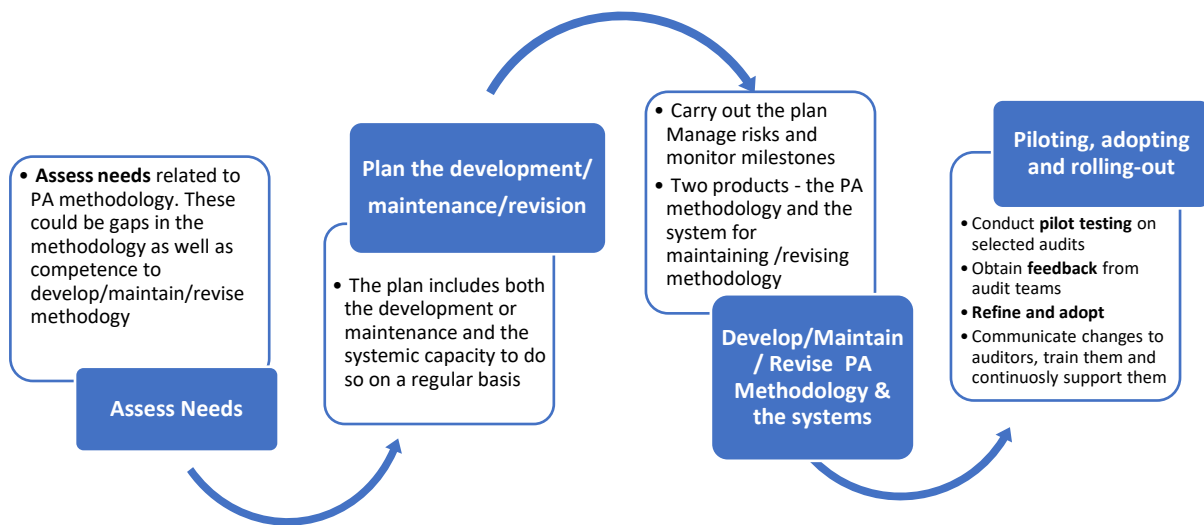 • Assess needs related to
PA methodology. These
could be gaps in the
methodology as well as
competence to
develop/maintain/revise
methodogy
Assess Needs
Plan the development/
maintenance/revision
• The plan includes both
the development or
maintenance and the
systemic capacity to do
so on a regular basis
• Carry out the plan
Manage risks and
monitor milestones
• Two products - the PA
methodology and the
system for
maintaining /revising
methodology
Develop/Maintain
/ Revise PA
Methodology &
the systems
Piloting, adopting
and rolling-out
• Conduct pilot testing on
selected audits
• Obtain feedback from
audit teams
• Refine and adopt
• Communicate changes to
auditors, train them and
continuosly support them